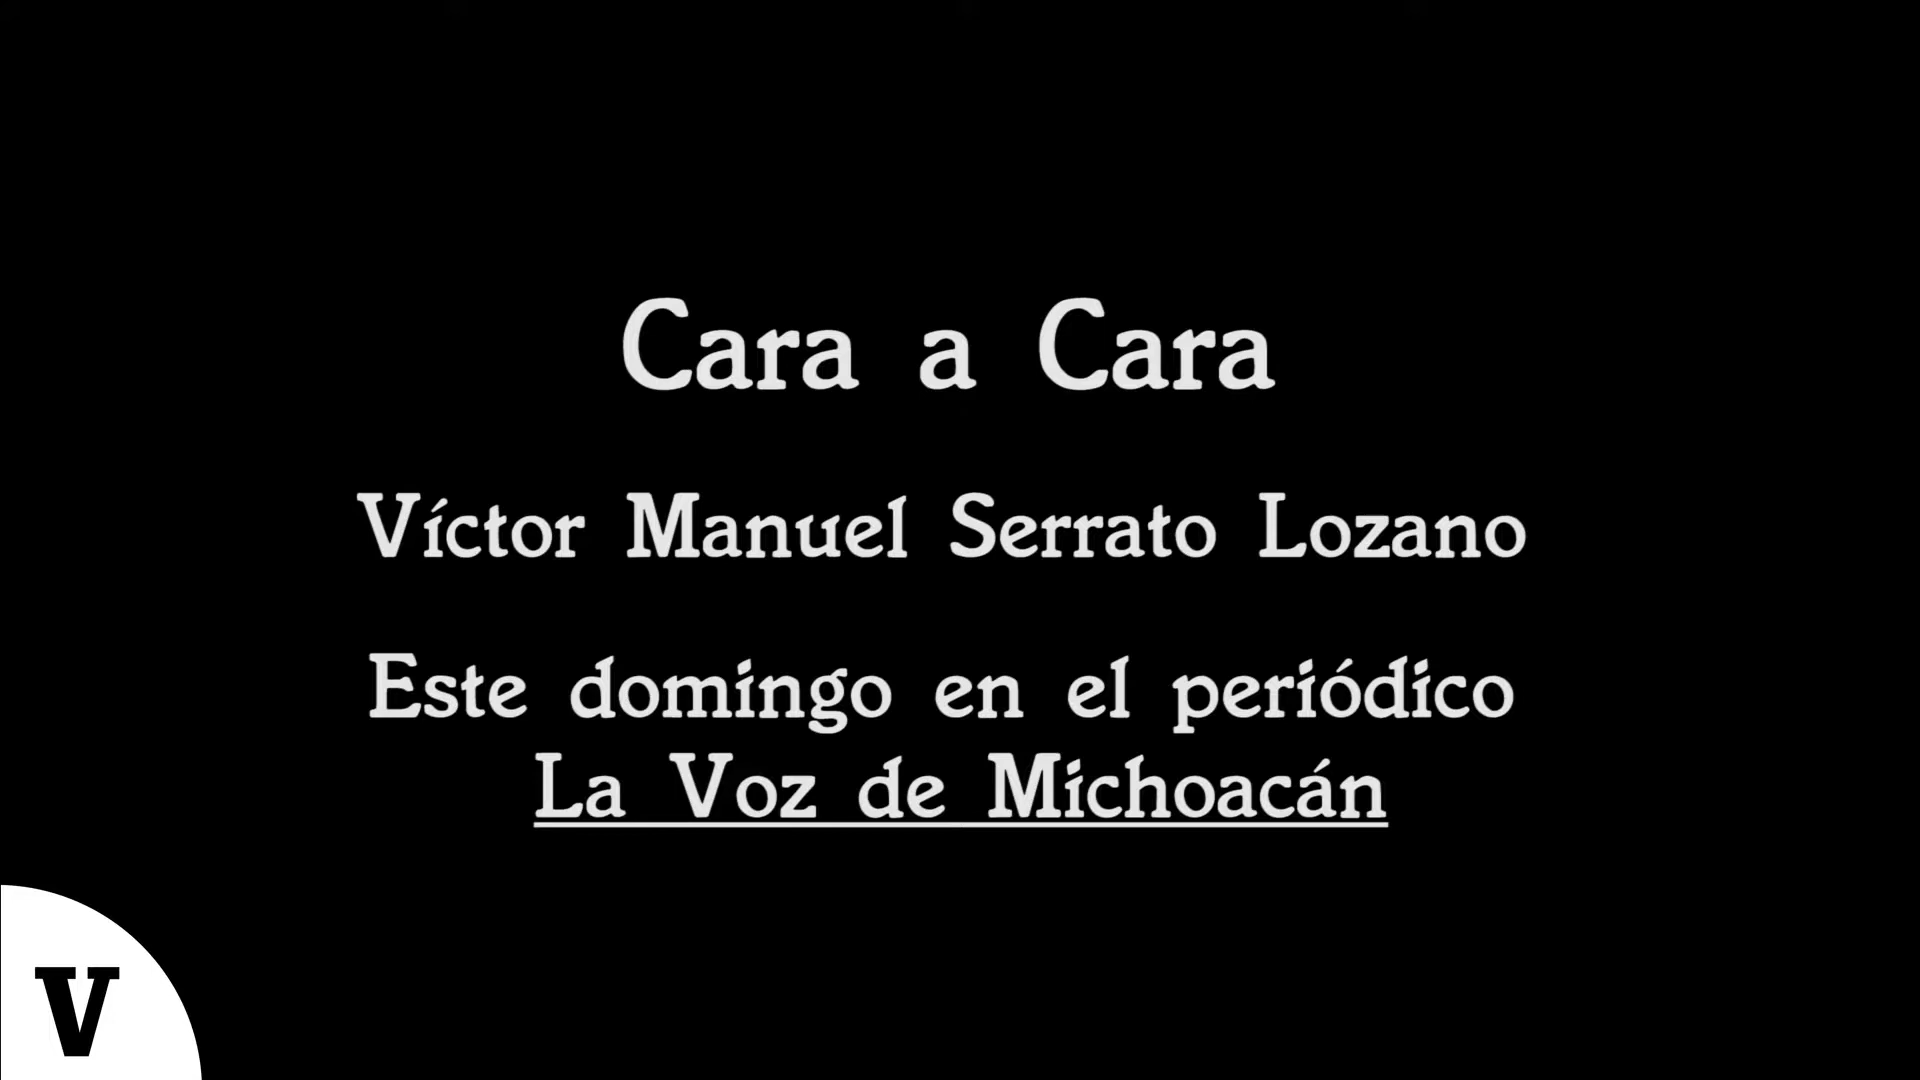 Cara a Cara
Víctor Manuel Serrato Lozano
Este domingo en el periódico
La Voz de Michoacán
V